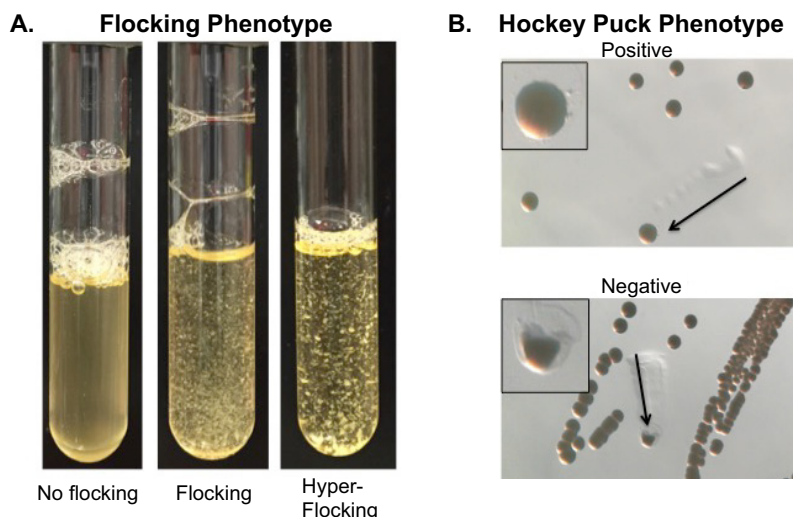 A. Flocking Phenotype
B. Hockey Puck Phenotype
Positive
Negative
No flocking
Flocking
Hyper-
Flocking